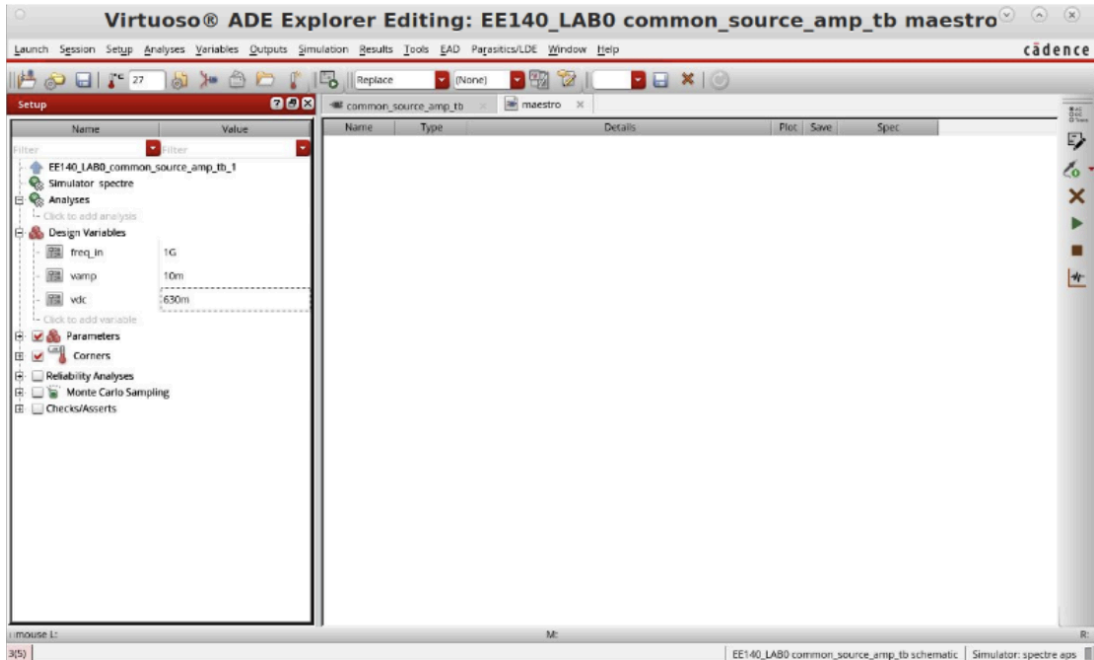 Virtuoso® ADE Explorer Editing: EE140_LAB0 common_source_amp_tb maestro
Launch Session Setup Analyses Variables Outputs Simulation Results Tools EAD Parasitics/LDE Window Help cādence
27 Replace (None)
Setup common_source_amp_tb maestro
Name Value Name Type Details Plot Save Spec
Filter Filter
EE140_LAB0_common_source_amp_tb_1
Simulator spectre
Analyses
Click to add analysis
Design Variables
freq_in 1G
vamp 10m
vdc 630m
Click to add variable
Parameters
Corners
Reliability Analyses
Monte Carlo Sampling
Checks/Asserts
mouse L: M: R:
3(5) EE140_LAB0 common_source_amp_tb schematic Simulator: spectre aps